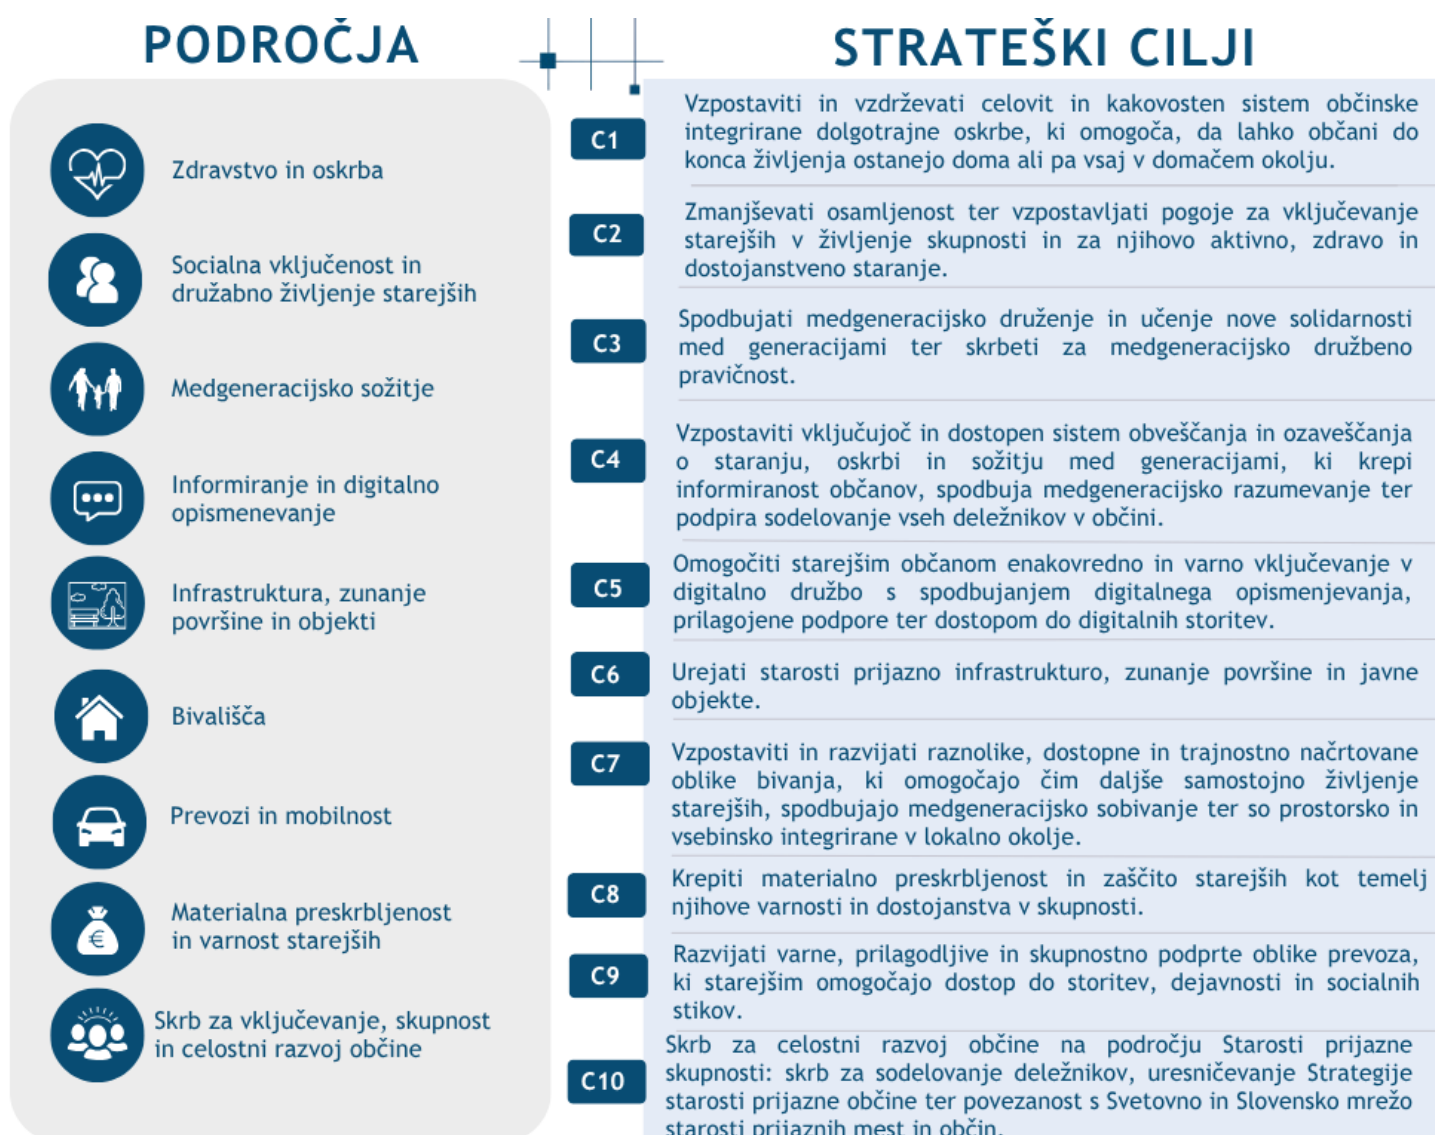 PODROČJA
Zdravstvo in oskrba
Socialna vključenost in
družabno življenje starejših
Medgeneracijsko sožitje
Informiranje in digitalno
opismenevanje
Infrastruktura, zunanje
površine in objekti
Bivališča
Prevozi in mobilnost
€
Materialna preskrbljenost
in varnost starejših
Skrb za vključevanje, skupnost
in celostni razvoj občine
STRATEŠKI CILJI
C1
Vzpostaviti in vzdrževati celovit in kakovosten sistem občinske
integrirane dolgotrajne oskrbe, ki omogoča, da lahko občani do
konca življenja ostanejo doma ali pa vsaj v domačem okolju.
C2
Zmanjševati osamljenost ter vzpostavljati pogoje za vključevanje
starejših v življenje skupnosti in za njihovo aktivno, zdravo in
dostojanstveno staranje.
C3
Spodbujati medgeneracijsko druženje in učenje nove solidarnosti
med generacijami ter skrbeti za medgeneracijsko družbeno
pravičnost.
C4
Vzpostaviti vključujoč in dostopen sistem obveščanja in ozaveščanja
o staranju, oskrbi in sožitju med generacijami, ki krepi
informiranost občanov, spodbuja medgeneracijsko razumevanje ter
podpira sodelovanje vseh deležnikov v občini.
C5
Omogočiti starejšim občanom enakovredno in varno vključevanje v
digitalno družbo s spodbujanjem digitalnega opismenjevanja,
prilagojene podpore ter dostopom do digitalnih storitev.
C6
Urejati starosti prijazno infrastrukturo, zunanje površine in javne
objekte.
C7
Vzpostaviti in razvijati raznolike, dostopne in trajnostno načrtovane
oblike bivanja, ki omogočajo čim daljše samostojno življenje
starejših, spodbujajo medgeneracijsko sobivanje ter so prostorsko in
vsebinsko integrirane v lokalno okolje.
C8
Krepiti materialno preskrbljenost in zaščito starejših kot temelj
njihove varnosti in dostojanstva v skupnosti.
C9
Razvijati varne, prilagodljive in skupnostno podprte oblike prevoza,
ki starejšim omogočajo dostop do storitev, dejavnosti in socialnih
stikov.
C10
Skrb za celostni razvoj občine na področju Starosti prijazne
skupnosti: skrb za sodelovanje deležnikov, uresničevanje Strategije
starosti prijazne občine ter povezanost s Svetovno in Slovensko mrežo
starosti prijaznih mest in občin.